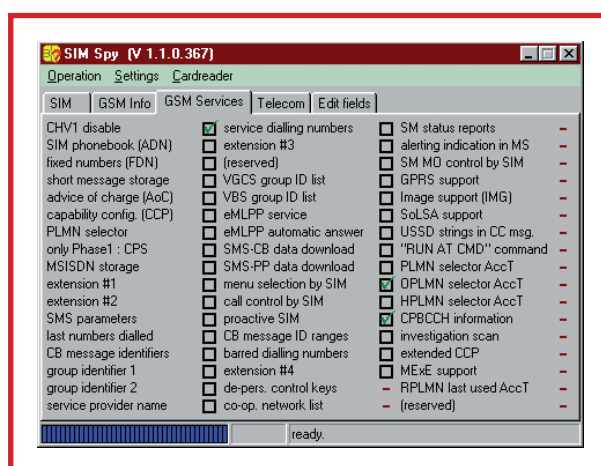 SIM Spy (V 1.1.0.367)
Operation Settings Cardreader
SIM GSM Info GSM Services Telecom Edit fields
CHV1 disable service dialling numbers SM status reports –
SIM phonebook (ADN) extension #3 alerting indication in MS –
fixed numbers (FDN) (reserved) SM MO control by SIM –
short message storage VGCS group ID list GPRS support –
advice of charge (AoC) VBS group ID list Image support (IMG) –
capability config. (CCP) eMLPP service SoLSA support –
PLMN selector eMLPP automatic answer USSD strings in CC msg. –
only Phase1 : CPS SMS-CB data download "RUN AT CMD" command –
MSISDN storage SMS-PP data download PLMN selector AccT –
extension #1 menu selection by SIM OPLMN selector AccT –
extension #2 call control by SIM HPLMN selector AccT –
SMS parameters proactive SIM CPBCCH information –
last numbers dialled CB message ID ranges investigation scan –
CB message identifiers barred dialling numbers extended CCP –
group identifier 1 extension #4 MExE support –
group identifier 2 de-pers. control keys – RPLMN last used AccT –
service provider name co-op. network list – (reserved) –
ready.